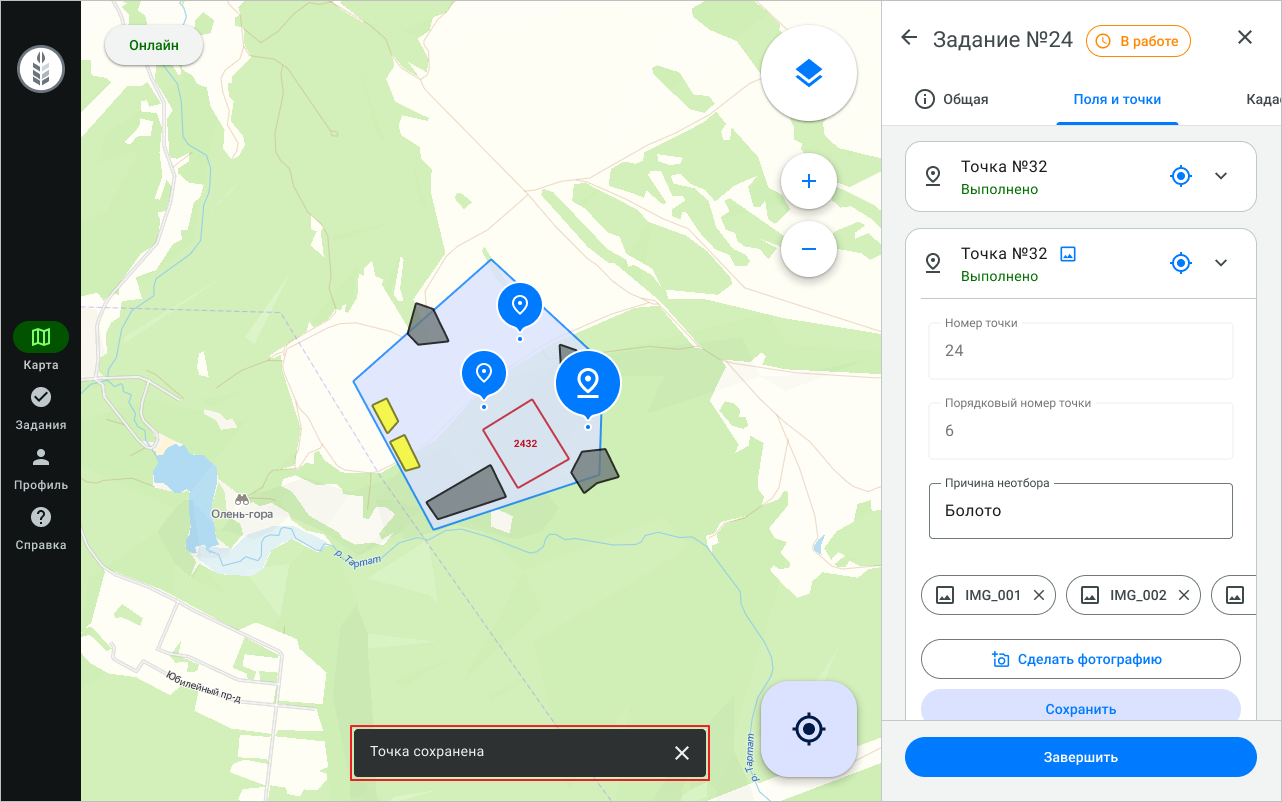 Онлайн
Карта
Задания
Профиль
Справка
2432
Олень-гора
р. Тартат
Юбилейный пр-д
р. Тартат
Точка сохранена
Задание №24
В работе
Общая
Поля и точки
Када
Точка №32
Выполнено
Точка №32
Выполнено
Номер точки
24
Порядковый номер точки
6
Причина неотбора
Болото
IMG_001
IMG_002
Сделать фотографию
Сохранить
Завершить